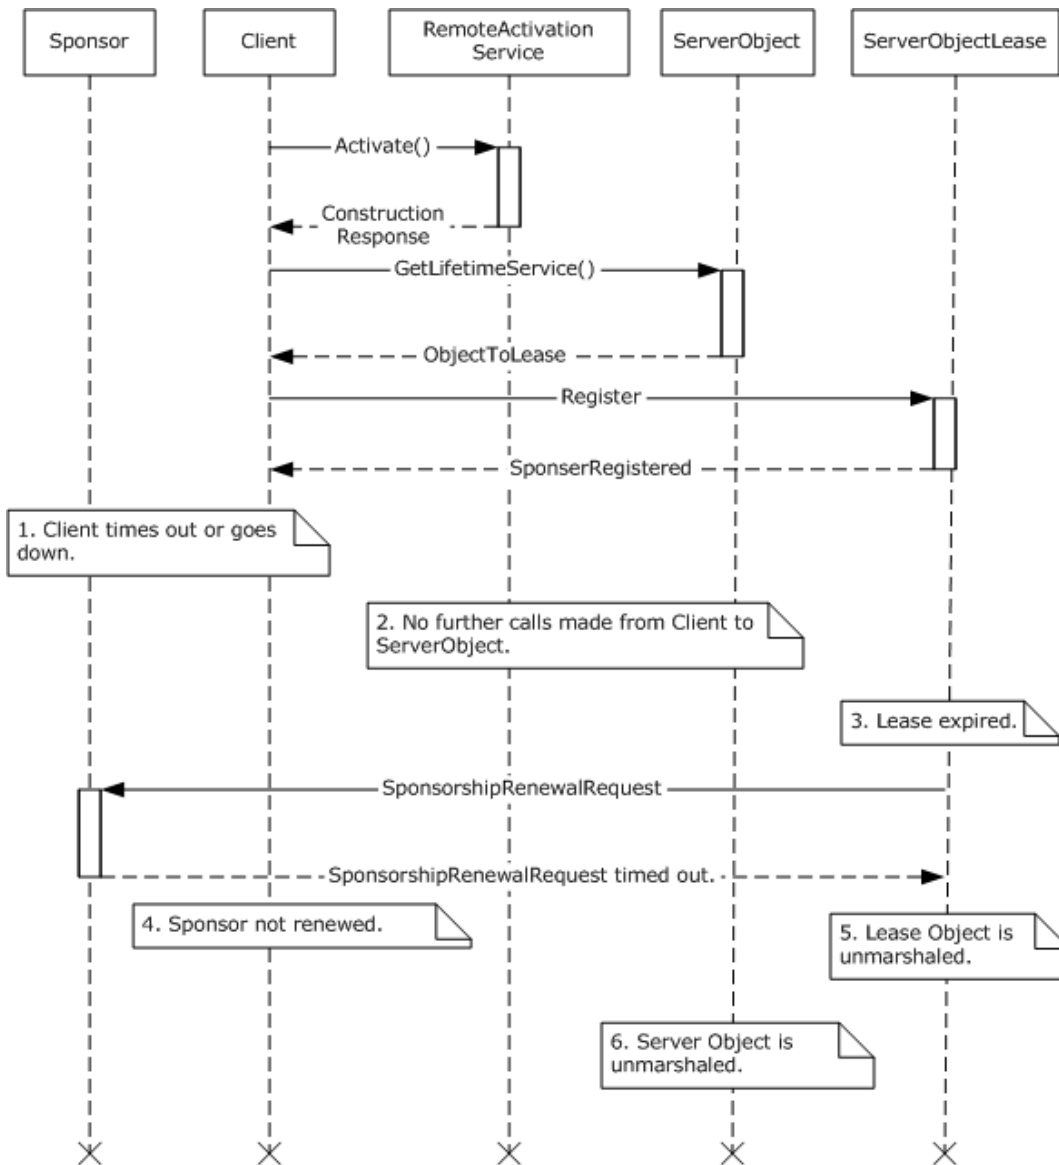 Sponsor
Client
RemoteActivation
Service
ServerObject
ServerObjectLease
Activate()
Construction
Response
GetLifetimeService()
ObjectToLease
Register
SponserRegistered
1. Client times out or goes
down.
2. No further calls made from Client to
ServerObject.
3. Lease expired.
SponsorshipRenewalRequest
SponsorshipRenewalRequest timed out.
4. Sponsor not renewed.
5. Lease Object is
unmarshaled.
6. Server Object is
unmarshaled.